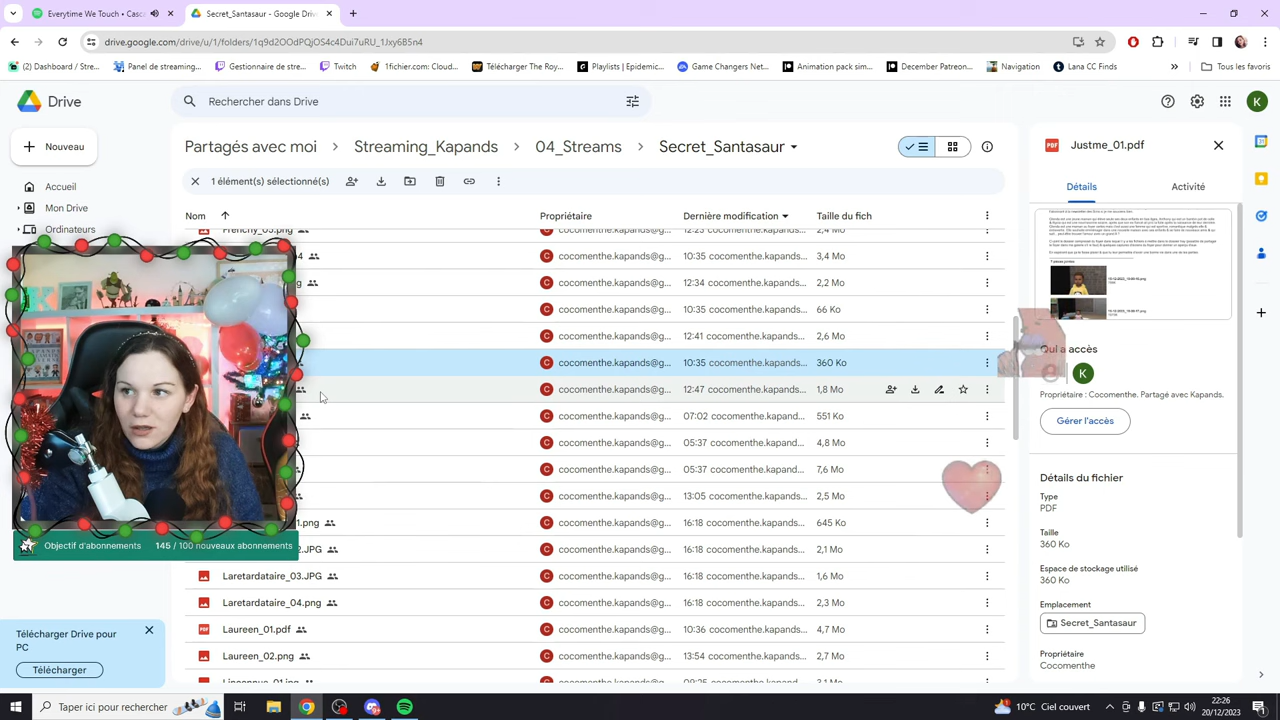 Everytime We Touch - Casca
Secret_Santasaur - Google Drive
drive.google.com/drive/u/1/folders/1q9d2OOdPQjOS4c4Dui7uRU_1Jxy6B5n4
(2) Dashboard / Stre...
Panel de streaming...
Gestionnaire de stre...
Twitch
1fichier.com: Cloud...
Télécharger The Roy...
Playlists | Epidemic...
Game Changers Net...
Animation pack sim...
December Patreon...
Navigation
Lana CC Finds
Tous les favoris
Drive
Rechercher dans Drive
K
Nouveau
Accueil
Mon Drive
Ordinateurs
Partagés avec moi
Streaming_Kapands
04_Streams
Secret_Santasaur
1 élément(s) sélectionné(s)
Nom Propriétaire Dernière modification Taille du fich
cocomenthe.kapands@g... 10:35 cocomenthe.kapands... 3,4 Mo
cocomenthe.kapands@g... 12:34 cocomenthe.kapands... 2,2 Mo
cocomenthe.kapands@g... 10:35 cocomenthe.kapands... 66 Ko
cocomenthe.kapands@g... 12:41 cocomenthe.kapands... 2,6 Mo
cocomenthe.kapands@g... 10:35 cocomenthe.kapands... 360 Ko
cocomenthe.kapands@g... 12:47 cocomenthe.kapands... 1,8 Mo
cocomenthe.kapands@g... 07:02 cocomenthe.kapand... 551 Ko
cocomenthe.kapands@g... 05:37 cocomenthe.kapand... 4,8 Mo
cocomenthe.kapands@g... 05:37 cocomenthe.kapand... 7,6 Mo
cocomenthe.kapands@g... 13:05 cocomenthe.kapands... 2,5 Mo
1.png cocomenthe.kapands@g... 16:18 cocomenthe.kapands... 645 Ko
2.JPG cocomenthe.kapands@g... 16:18 cocomenthe.kapands... 2,1 Mo
Laretardataire_03.JPG cocomenthe.kapands@g... 16:18 cocomenthe.kapands... 1,6 Mo
Laretardataire_04.png cocomenthe.kapands@g... 16:18 cocomenthe.kapands... 2,3 Mo
Laureen_01.pdf cocomenthe.kapands@g... 10:36 cocomenthe.kapands... 4,7 Mo
Laureen_02.png cocomenthe.kapands@g... 13:54 cocomenthe.kapands... 2,7 Mo
Objectif d'abonnements 145 / 100 nouveaux abonnements
Télécharger Drive pour
PC
Télécharger
Justme_01.pdf
Détails
Activité
Qui a accès
K
Propriétaire : Cocomenthe. Partagé avec Kapands.
Gérer l'accès
Détails du fichier
Type
PDF
Taille
360 Ko
Espace de stockage utilisé
360 Ko
Emplacement
Secret_Santasaur
Propriétaire
Cocomenthe
Taper ici pour rechercher
10°C Ciel couvert
22:26
20/12/2023